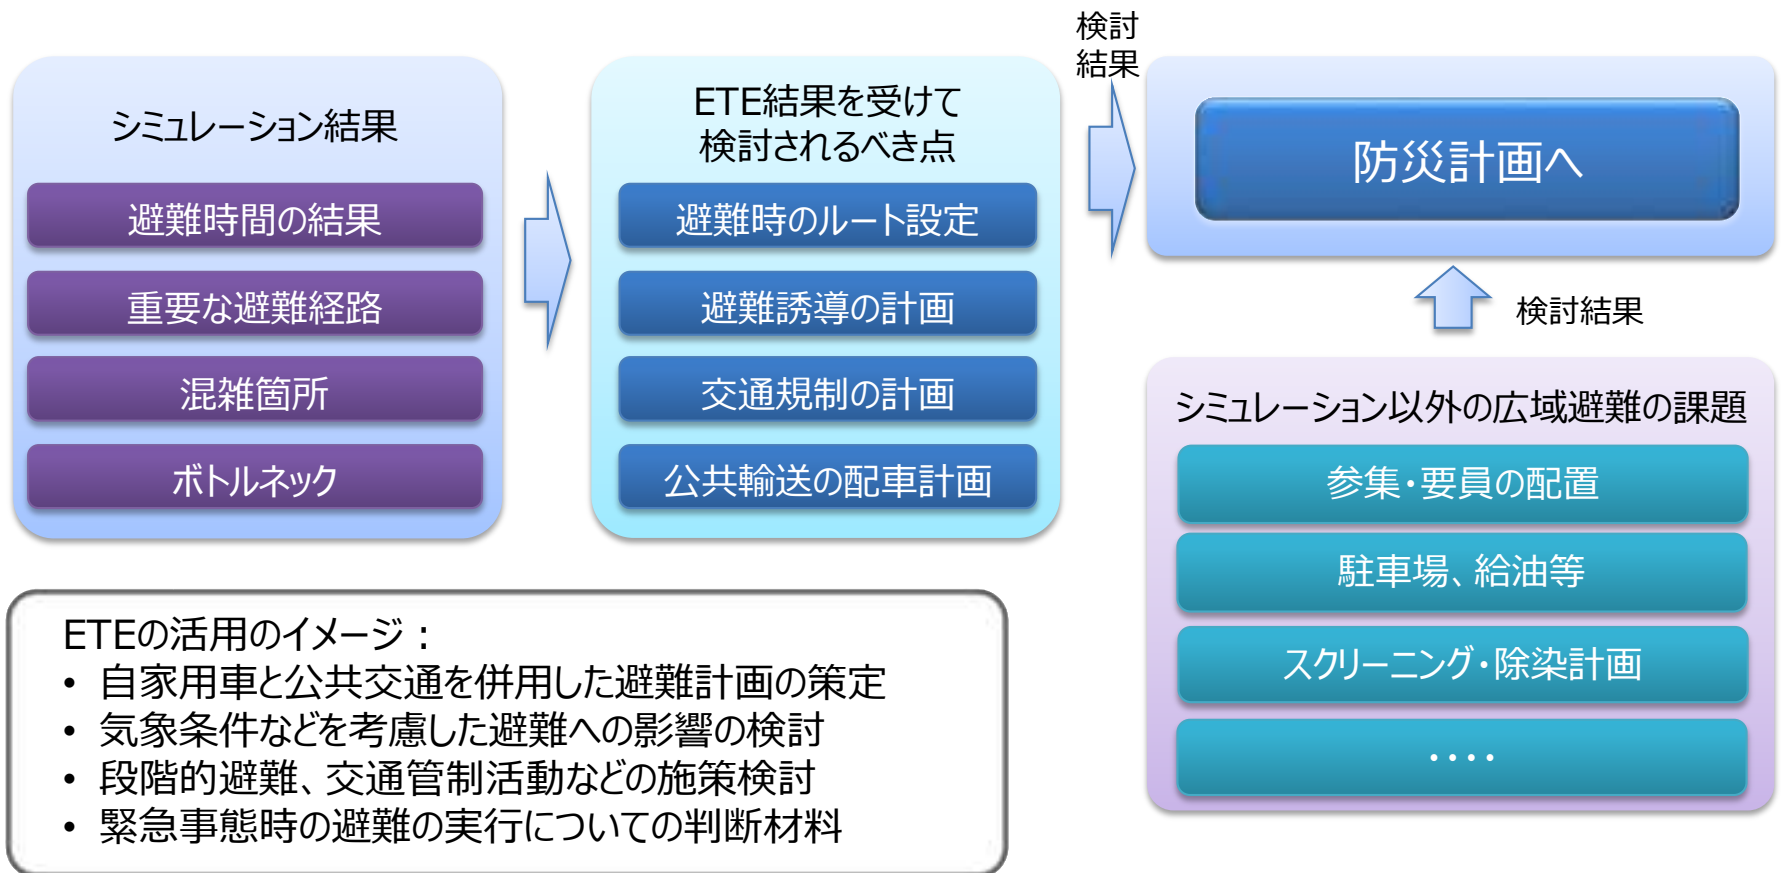 シミュレーション結果
避難時間の結果
重要な避難経路
混雑箇所
ボトルネック
ETE結果を受けて
検討されるべき点
避難時のルート設定
避難誘導の計画
交通規制の計画
公共輸送の配車計画
検討
結果
防災計画へ
検討結果
シミュレーション以外の広域避難の課題
参集・要員の配置
駐車場、給油等
スクリーニング・除染計画
・・・・
ETEの活用のイメージ：
• 自家用車と公共交通を併用した避難計画の策定
• 気象条件などを考慮した避難への影響の検討
• 段階的避難、交通管制活動などの施策検討
• 緊急事態時の避難の実行についての判断材料